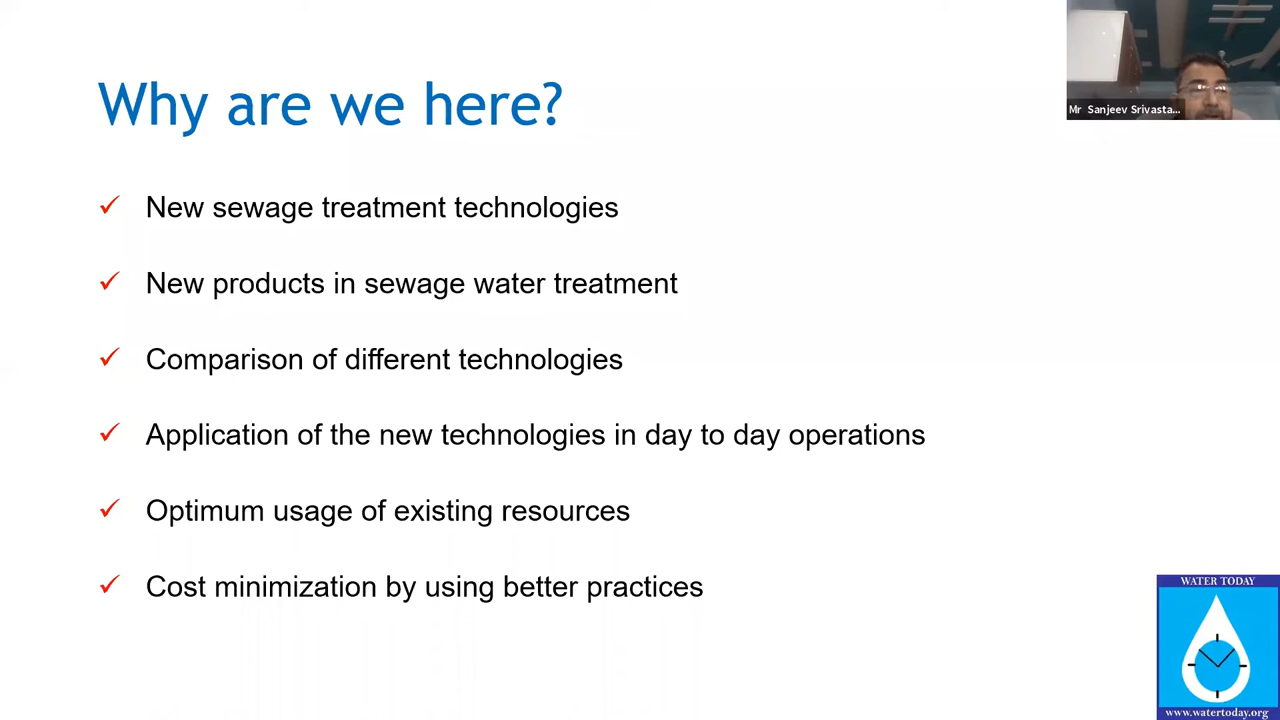 Why are we here?
Mr Sanjeev Srivasta...
New sewage treatment technologies
New products in sewage water treatment
Comparison of different technologies
Application of the new technologies in day to day operations
Optimum usage of existing resources
Cost minimization by using better practices
WATER TODAY
www.watertoday.org